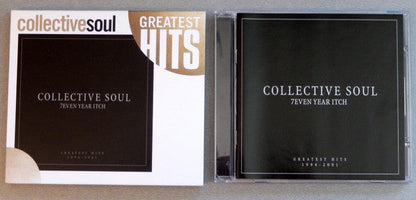 collectivesoul
GREATEST
HITS
COLLECTIVE SOUL
7EVEN YEAR ITCH
GREATEST HITS
1994-2001
COLLECTIVE SOUL
7EVEN YEAR ITCH
GREATEST HITS
1994-2001